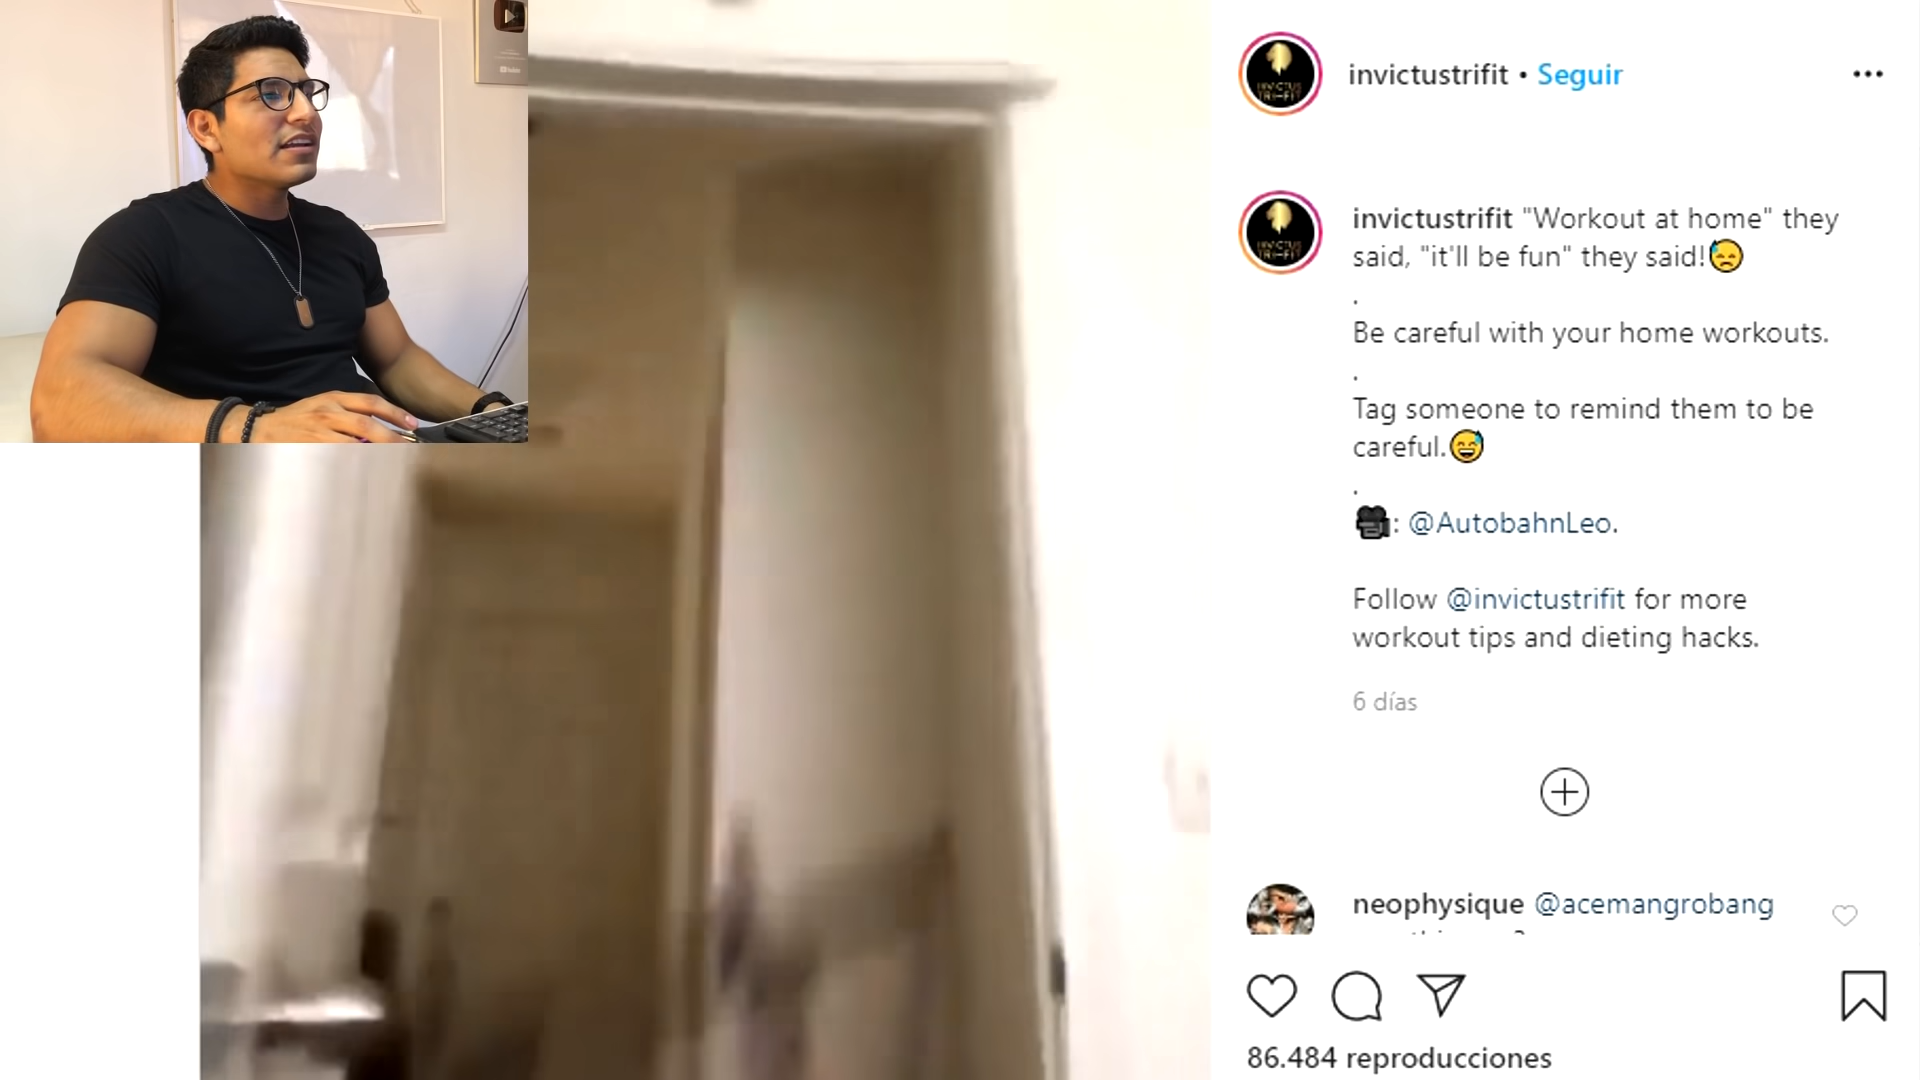 invictustrifit • Seguir
invictustrifit "Workout at home" they
said, "it'll be fun" they said!😓
.
Be careful with your home workouts.
.
Tag someone to remind them to be
careful.😅
.
🎥: @AutobahnLeo.
Follow @invictustrifit for more
workout tips and dieting hacks.
6 días
neophysique @acemangrobang
86.484 reproducciones